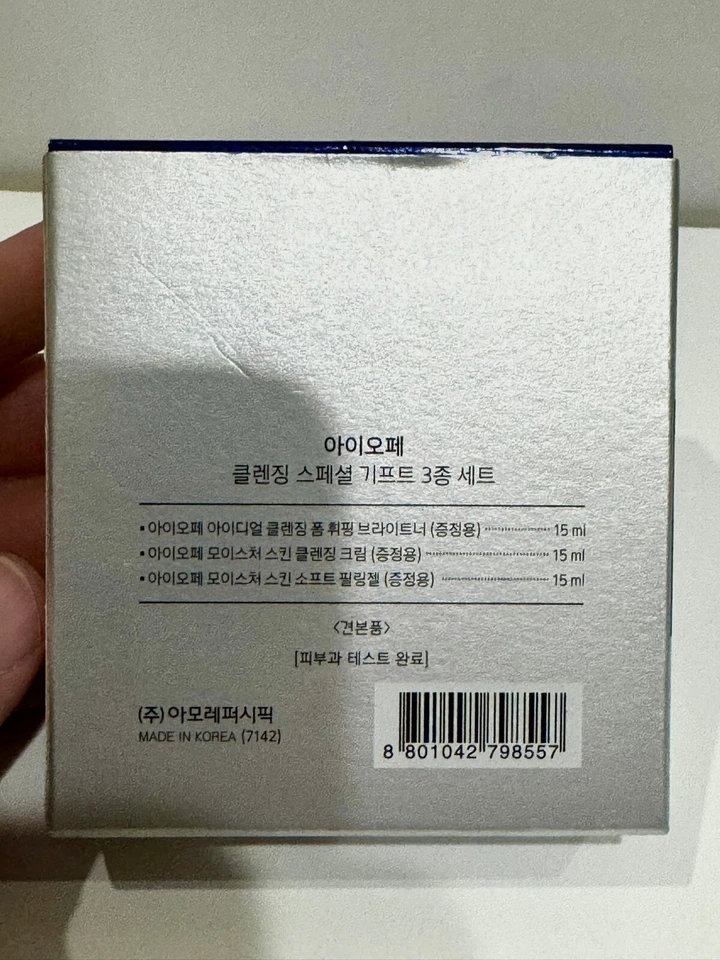 아이오페
클렌징 스페셜 기프트 3종 세트
▪ 아이오페 아이디얼 클렌징 폼 휘핑 브라이트너 (증정용) 15 ml
▪ 아이오페 모이스처 스킨 클렌징 크림 (증정용) 15 ml
▪ 아이오페 모이스처 스킨 소프트 필링젤 (증정용) 15 ml
<견본품>
[피부과 테스트 완료]
(주)아모레퍼시픽
MADE IN KOREA (7142)
8 801042 798557